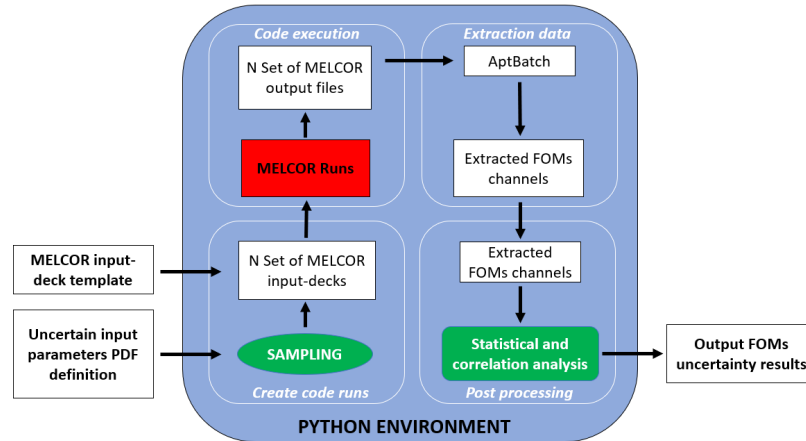 Code execution
N Set of MELCOR
output files
MELCOR Runs
Extraction data
AptBatch
Extracted FOMs
channels
MELCOR input-
deck template
N Set of MELCOR
input-decks
Uncertain input
parameters PDF
definition
SAMPLING
Create code runs
Extracted
FOMs channels
Statistical and
correlation analysis
Post processing
Output FOMs
uncertainty results
PYTHON ENVIRONMENT